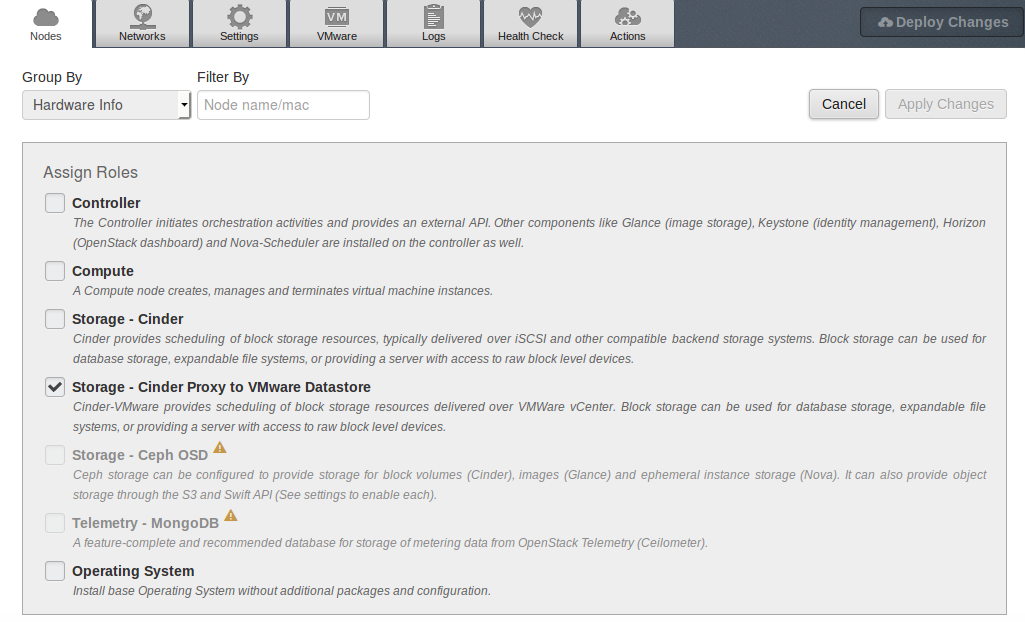 Nodes
Networks
Settings
VM
VMware
Logs
Health Check
Actions
Deploy Changes
Group By
Filter By
Hardware Info
Node name/mac
Cancel
Apply Changes
Assign Roles
Controller
The Controller initiates orchestration activities and provides an external API. Other components like Glance (image storage), Keystone (identity management), Horizon
(OpenStack dashboard) and Nova-Scheduler are installed on the controller as well.
Compute
A Compute node creates, manages and terminates virtual machine instances.
Storage - Cinder
Cinder provides scheduling of block storage resources, typically delivered over iSCSI and other compatible backend storage systems. Block storage can be used for
database storage, expandable file systems, or providing a server with access to raw block level devices.
Storage - Cinder Proxy to VMware Datastore
Cinder-VMware provides scheduling of block storage resources delivered over VMWare vCenter. Block storage can be used for database storage, expandable file
systems, or providing a server with access to raw block level devices.
Storage - Ceph OSD
Ceph storage can be configured to provide storage for block volumes (Cinder), images (Glance) and ephemeral instance storage (Nova). It can also provide object
storage through the S3 and Swift API (See settings to enable each).
Telemetry - MongoDB
A feature-complete and recommended database for storage of metering data from OpenStack Telemetry (Ceilometer).
Operating System
Install base Operating System without additional packages and configuration.